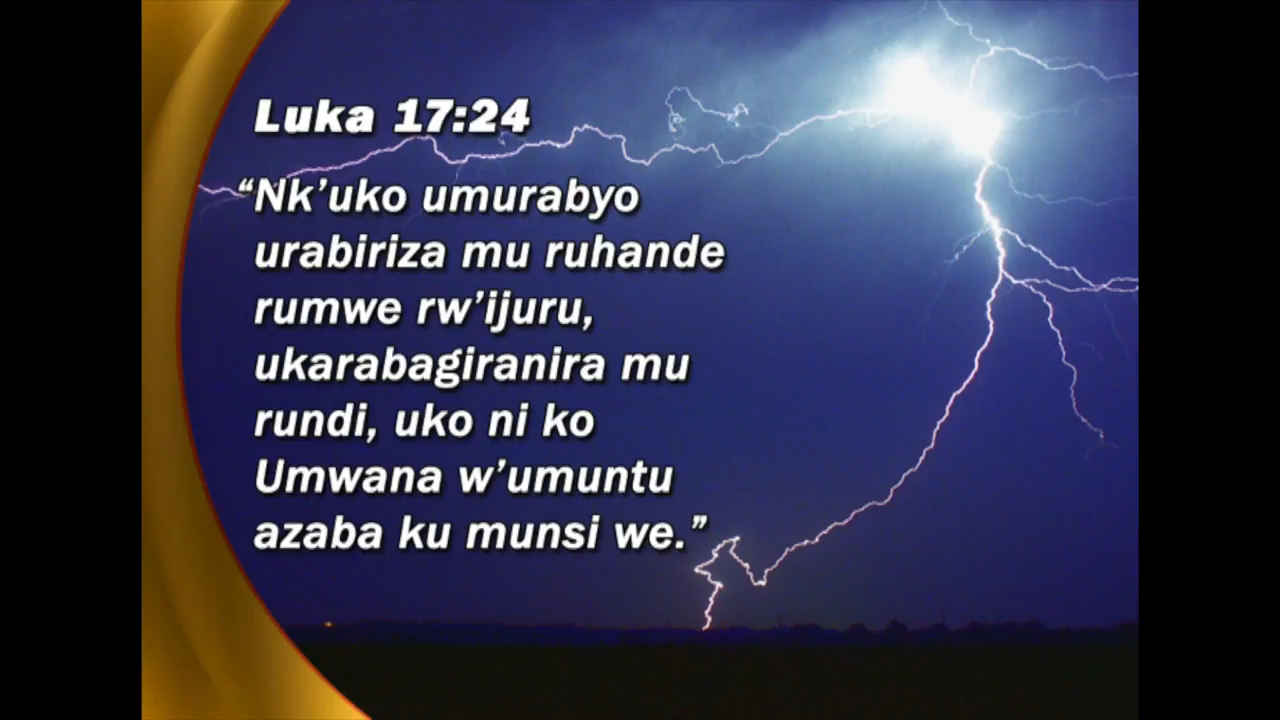 Luka 17:24
“Nk’uko umurabyo
urabiriza mu ruhande
rumwe rw’ijuru,
ukarabagiranira mu
rundi, uko ni ko
Umwana w’umuntu
azaba ku munsi we.”